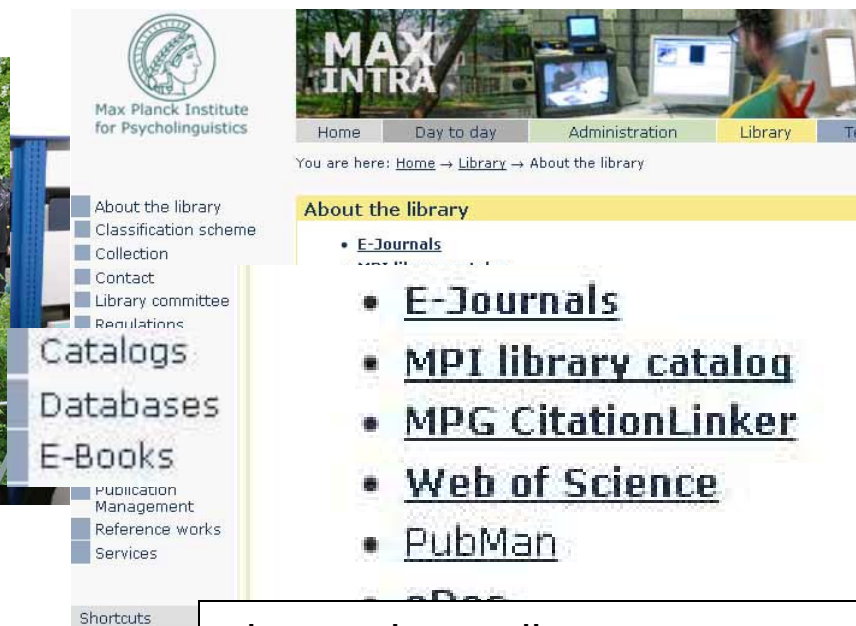 Max Planck Institute
for Psycholinguistics
MAX
INTRA
Home
Day to day
Administration
Library
You are here: Home → Library → About the library
About the library
Classification scheme
Collection
Contact
Library committee
Regulations
Catalogs
Databases
E-Books
Publication
Management
Reference works
Services
Shortcuts
About the library
• E-Journals
• E-Journals
• MPI library catalog
• MPG CitationLinker
• Web of Science
• PubMan